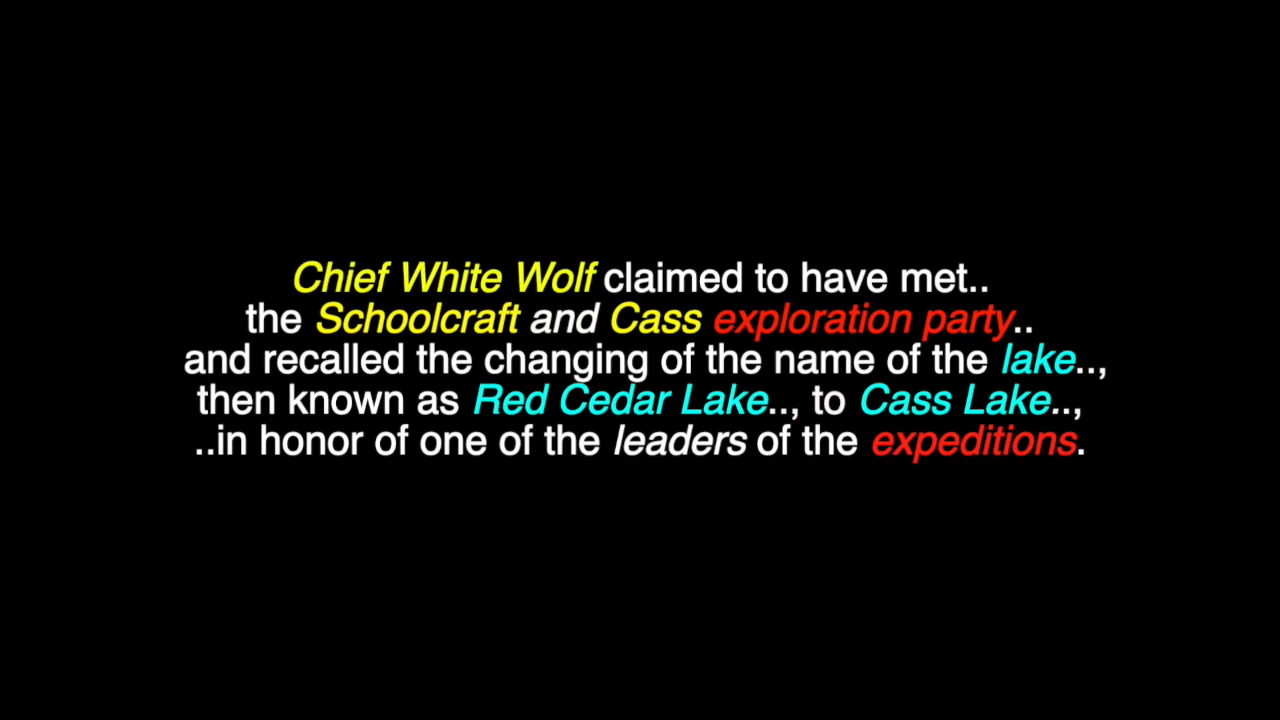 Chief White Wolf claimed to have met..
the Schoolcraft and Cass exploration party..
and recalled the changing of the name of the lake..,
then known as Red Cedar Lake.., to Cass Lake..,
..in honor of one of the leaders of the expeditions.